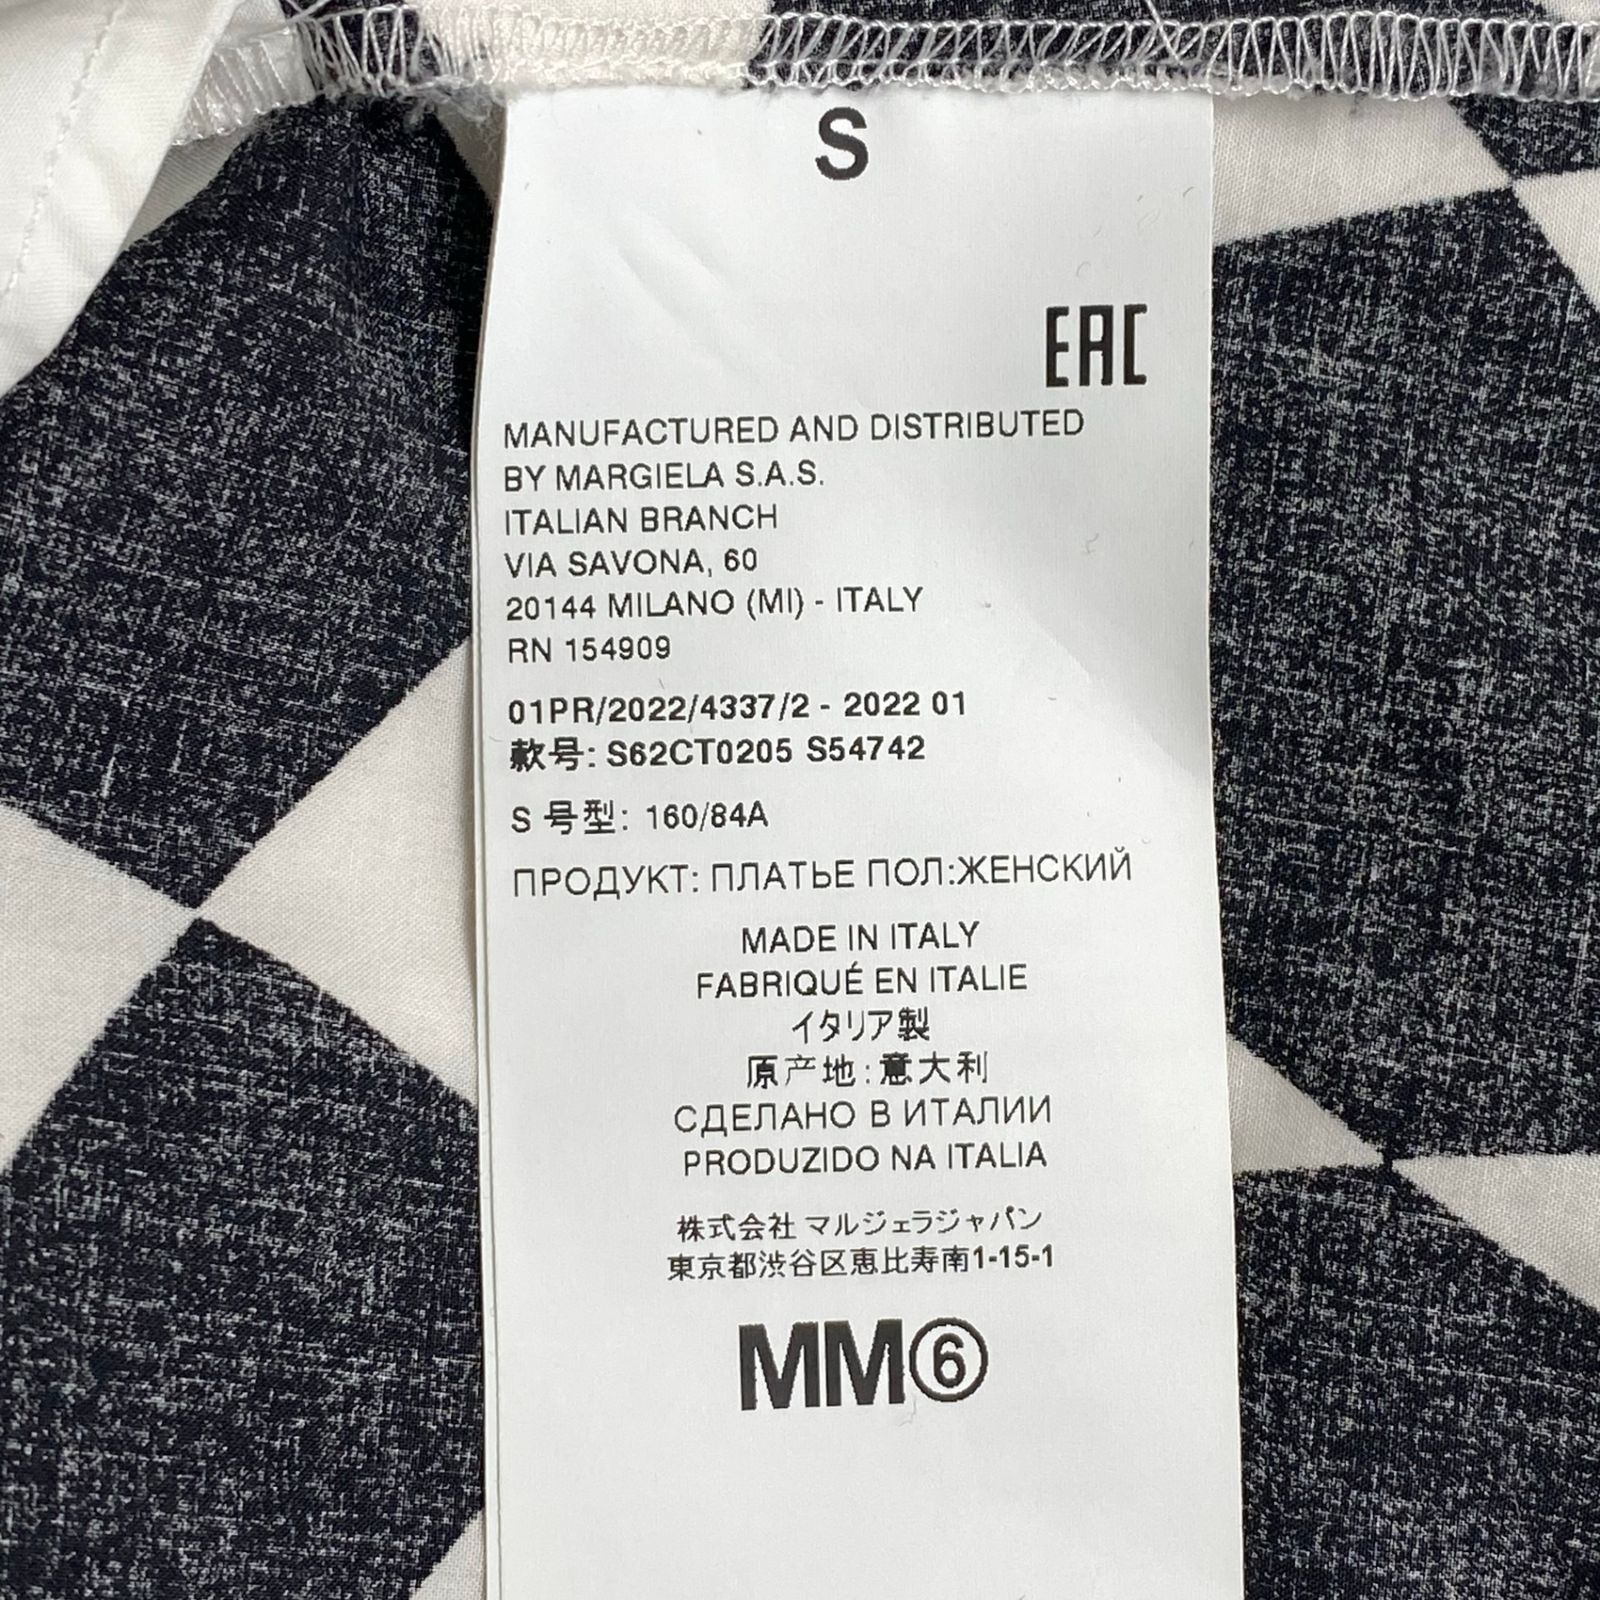 S
EAC
MANUFACTURED AND DISTRIBUTED
BY MARGIELA S.A.S.
ITALIAN BRANCH
VIA SAVONA, 60
20144 MILANO (MI) - ITALY
RN 154909
01PR/2022/4337/2 - 2022 01
款号: S62CT0205 S54742
S 号型: 160/84A
ПРОДУКТ: ПЛАТЬЕ ПОЛ:ЖЕНСКИЙ
MADE IN ITALY
FABRIQUÉ EN ITALIE
イタリア製
原产地:意大利
СДЕЛАНО В ИТАЛИИ
PRODUZIDO NA ITALIA
株式会社 マルジェラジャパン
東京都渋谷区恵比寿南1-15-1
MM⑥